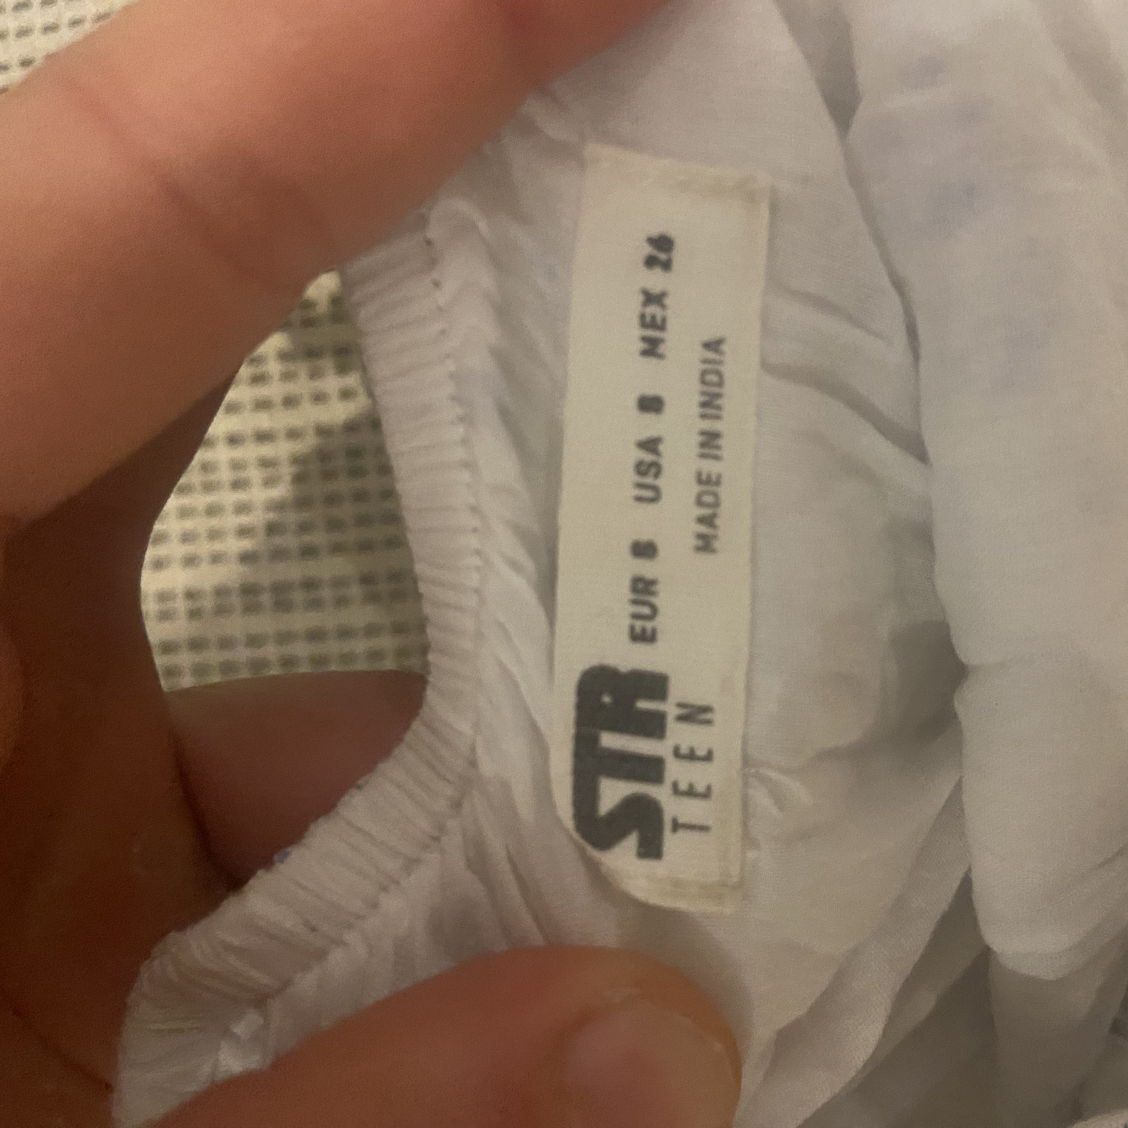 STR
TEEN
EUR S USA S MEX 26
MADE IN INDIA